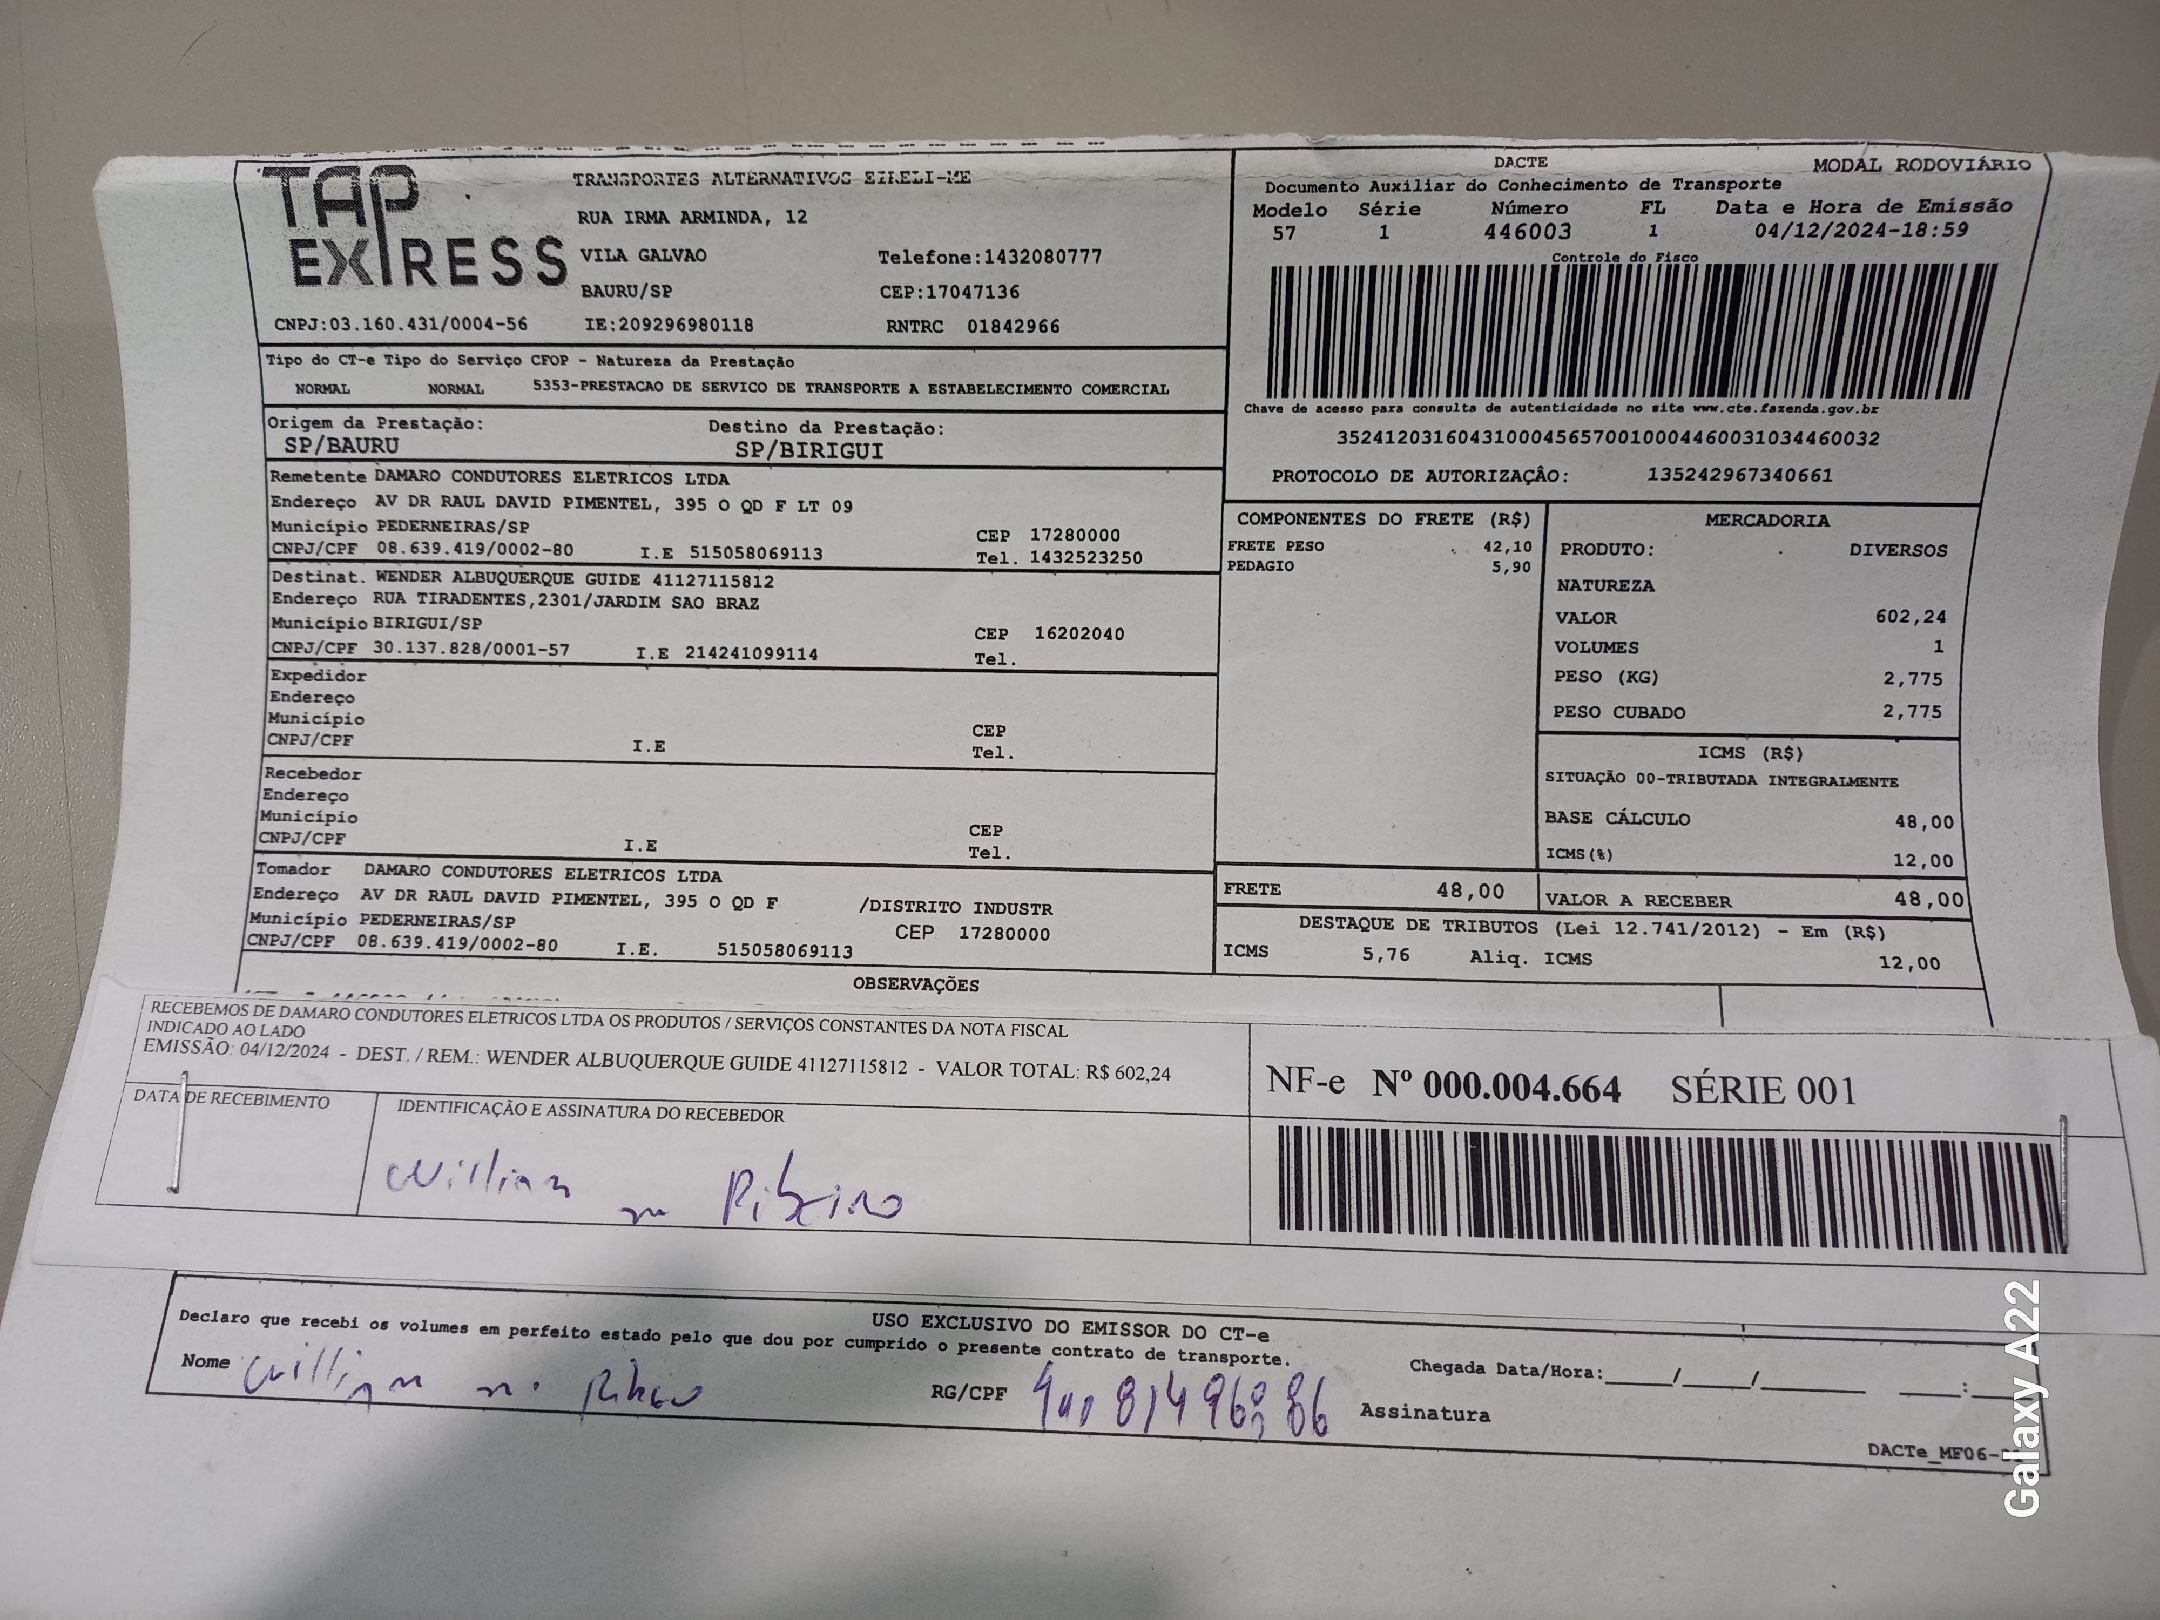 TAP EXPRESS
TRANSPORTES ALTERNATIVOS EIRELI-ME
RUA IRMA ARMINDA, 12
VILA GALVAO Telefone:1432080777
BAURU/SP CEP:17047136
CNPJ:03.160.431/0004-56 IE:209296980118 RNTRC 01842966
Tipo do CT-e Tipo do Serviço CFOP - Natureza da Prestação
NORMAL NORMAL 5353-PRESTACAO DE SERVICO DE TRANSPORTE A ESTABELECIMENTO COMERCIAL
Origem da Prestação: Destino da Prestação:
SP/BAURU SP/BIRIGUI
Remetente DAMARO CONDUTORES ELETRICOS LTDA
Endereço AV DR RAUL DAVID PIMENTEL, 395 O QD F LT 09
Município PEDERNEIRAS/SP CEP 17280000
CNPJ/CPF 08.639.419/0002-80 I.E 515058069113 Tel. 1432523250
Destinat. WENDER ALBUQUERQUE GUIDE 41127115812
Endereço RUA TIRADENTES,2301/JARDIM SAO BRAZ
Município BIRIGUI/SP CEP 16202040
CNPJ/CPF 30.137.828/0001-57 I.E 214241099114 Tel.
Expedidor
Endereço
Município CEP
CNPJ/CPF I.E Tel.
Recebedor
Endereço
Município CEP
CNPJ/CPF I.E Tel.
Tomador DAMARO CONDUTORES ELETRICOS LTDA
Endereço AV DR RAUL DAVID PIMENTEL, 395 O QD F /DISTRITO INDUSTR
Município PEDERNEIRAS/SP CEP 17280000
CNPJ/CPF 08.639.419/0002-80 I.E. 515058069113
DACTE MODAL RODOVIÁRIO
Documento Auxiliar do Conhecimento de Transporte
Modelo Série Número FL Data e Hora de Emissão
57 1 446003 1 04/12/2024-18:59
Controle do Fisco
Chave de acesso para consulta de autenticidade no site www.cte.fazenda.gov.br
35241203160431000456570010004460031034460032
PROTOCOLO DE AUTORIZAÇÂO: 135242967340661
COMPONENTES DO FRETE (R$)
FRETE PESO 42,10
PEDAGIO 5,90
MERCADORIA
PRODUTO: DIVERSOS
NATUREZA
VALOR 602,24
VOLUMES 1
PESO (KG) 2,775
PESO CUBADO 2,775
ICMS (R$)
SITUAÇÃO 00-TRIBUTADA INTEGRALMENTE
BASE CÁLCULO 48,00
ICMS(%) 12,00
FRETE 48,00 VALOR A RECEBER 48,00
DESTAQUE DE TRIBUTOS (Lei 12.741/2012) - Em (R$)
ICMS 5,76 Aliq. ICMS 12,00
OBSERVAÇÕES
RECEBEMOS DE DAMARO CONDUTORES ELETRICOS LTDA OS PRODUTOS / SERVIÇOS CONSTANTES DA NOTA FISCAL
INDICADO AO LADO
EMISSÃO: 04/12/2024 - DEST. / REM.: WENDER ALBUQUERQUE GUIDE 41127115812 - VALOR TOTAL: R$ 602,24
DATA DE RECEBIMENTO IDENTIFICAÇÃO E ASSINATURA DO RECEBEDOR
Willian m Ribeiro
NF-e Nº 000.004.664 SÉRIE 001
USO EXCLUSIVO DO EMISSOR DO CT-e
Declaro que recebi os volumes em perfeito estado pelo que dou por cumprido o presente contrato de transporte.
Nome Willian m. Ribeiro RG/CPF Assinatura
Chegada Data/Hora:____/____/______ ____:____
DACTe_MF06-
Galaxy A22